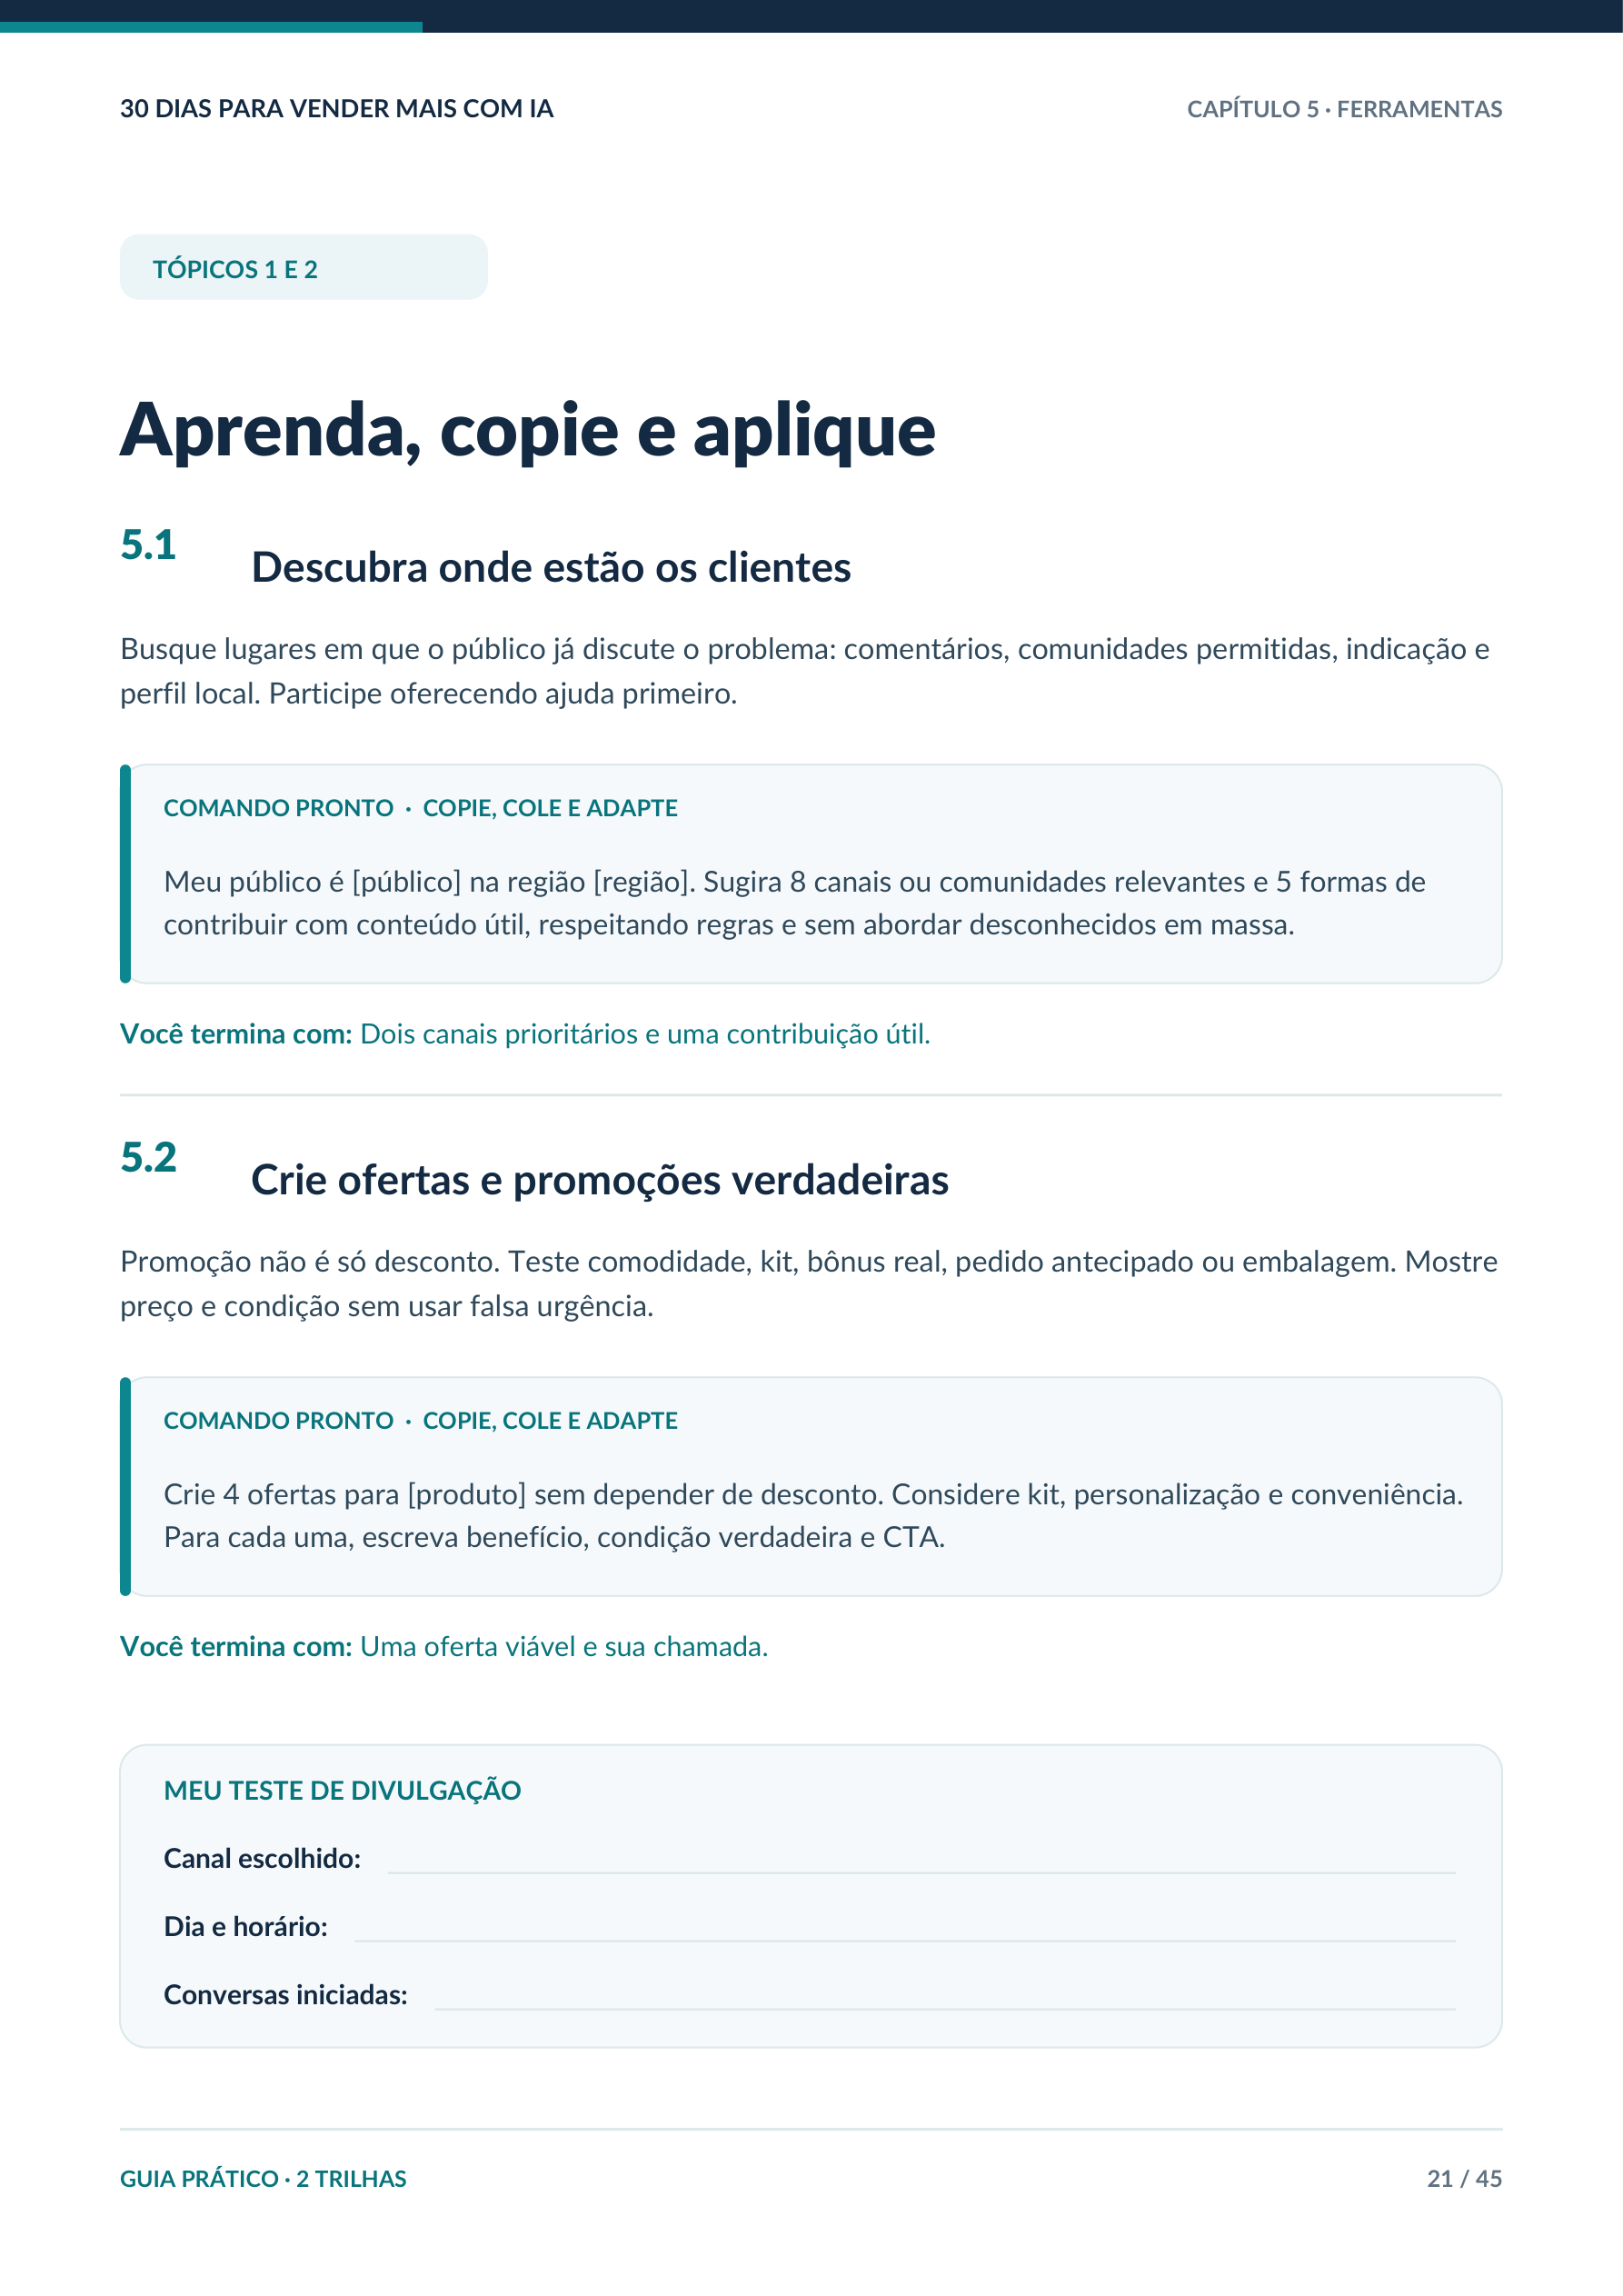 30 DIAS PARA VENDER MAIS COM IA
CAPÍTULO 5 · FERRAMENTAS
TÓPICOS 1 E 2
Aprenda, copie e aplique
5.1
Descubra onde estão os clientes
Busque lugares em que o público já discute o problema: comentários, comunidades permitidas, indicação e
perfil local. Participe oferecendo ajuda primeiro.
COMANDO PRONTO · COPIE, COLE E ADAPTE
Meu público é [público] na região [região]. Sugira 8 canais ou comunidades relevantes e 5 formas de
contribuir com conteúdo útil, respeitando regras e sem abordar desconhecidos em massa.
Você termina com: Dois canais prioritários e uma contribuição útil.
5.2
Crie ofertas e promoções verdadeiras
Promoção não é só desconto. Teste comodidade, kit, bônus real, pedido antecipado ou embalagem. Mostre
preço e condição sem usar falsa urgência.
COMANDO PRONTO · COPIE, COLE E ADAPTE
Crie 4 ofertas para [produto] sem depender de desconto. Considere kit, personalização e conveniência.
Para cada uma, escreva benefício, condição verdadeira e CTA.
Você termina com: Uma oferta viável e sua chamada.
MEU TESTE DE DIVULGAÇÃO
Canal escolhido:
Dia e horário:
Conversas iniciadas:
GUIA PRÁTICO · 2 TRILHAS
21 / 45